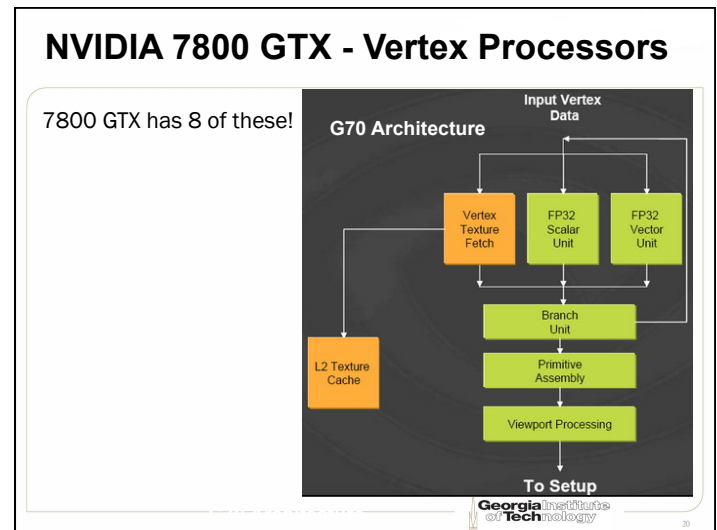 NVIDIA 7800 GTX - Vertex Processors
7800 GTX has 8 of these!
G70 Architecture
Input Vertex
Data
Vertex
Texture
Fetch
FP32
Scalar
Unit
FP32
Vector
Unit
Branch
Unit
L2 Texture
Cache
Primitive
Assembly
Viewport Processing
To Setup
Georgia Institute
of Technology
20